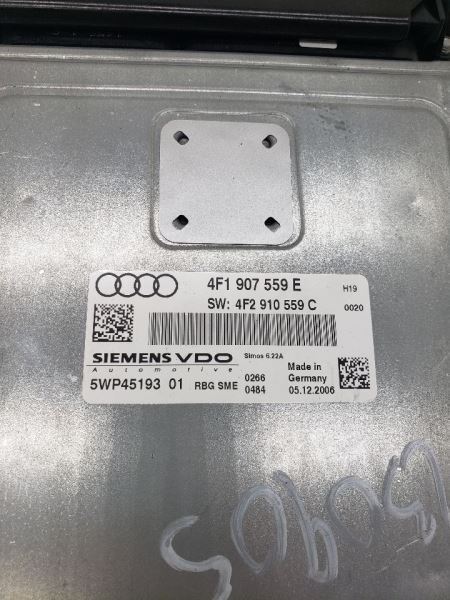 4F1 907 559 E H19
SW: 4F2 910 559 C 0020
SIEMENS VDO Simos 6.22A Made in
Automotive Germany
5WP45193 01 RBG SME 0266
0484 05.12.2006